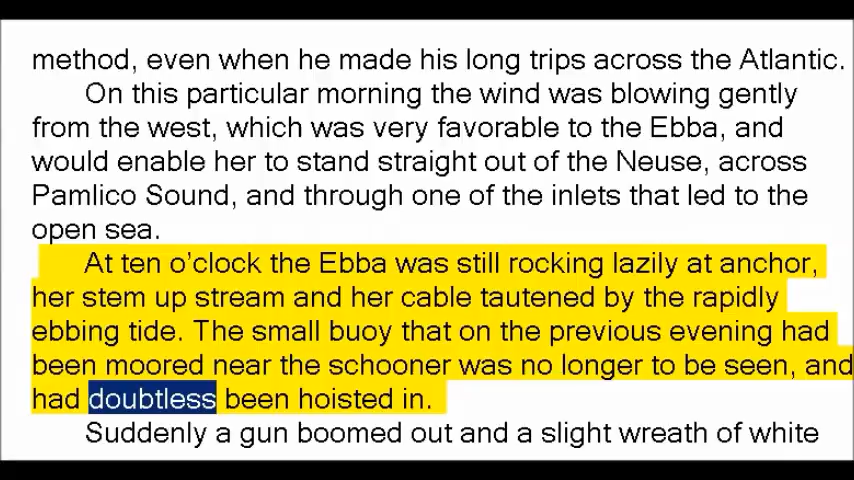 method, even when he made his long trips across the Atlantic.
On this particular morning the wind was blowing gently
from the west, which was very favorable to the Ebba, and
would enable her to stand straight out of the Neuse, across
Pamlico Sound, and through one of the inlets that led to the
open sea.
At ten o’clock the Ebba was still rocking lazily at anchor,
her stem up stream and her cable tautened by the rapidly
ebbing tide. The small buoy that on the previous evening had
been moored near the schooner was no longer to be seen, and
had doubtless been hoisted in.
Suddenly a gun boomed out and a slight wreath of white